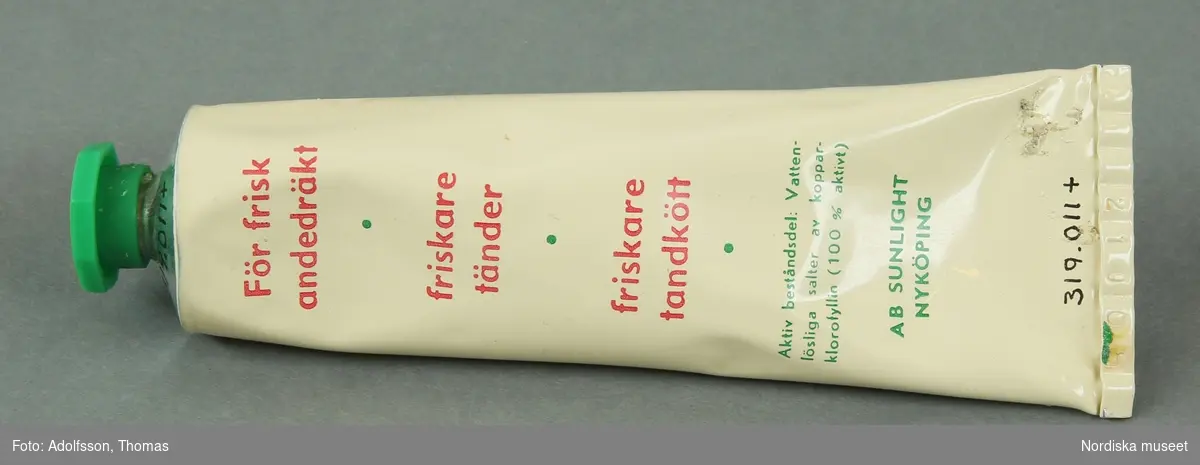 För frisk
andedräkt
friskare
tänder
friskare
tandkött
Aktiv beståndsdel: Vatten-
lösliga salter av koppar-
klorofyllin (100 % aktivt)
AB SUNLIGHT
NYKÖPING
319.011+
Foto: Adolfsson, Thomas
Nordiska museet